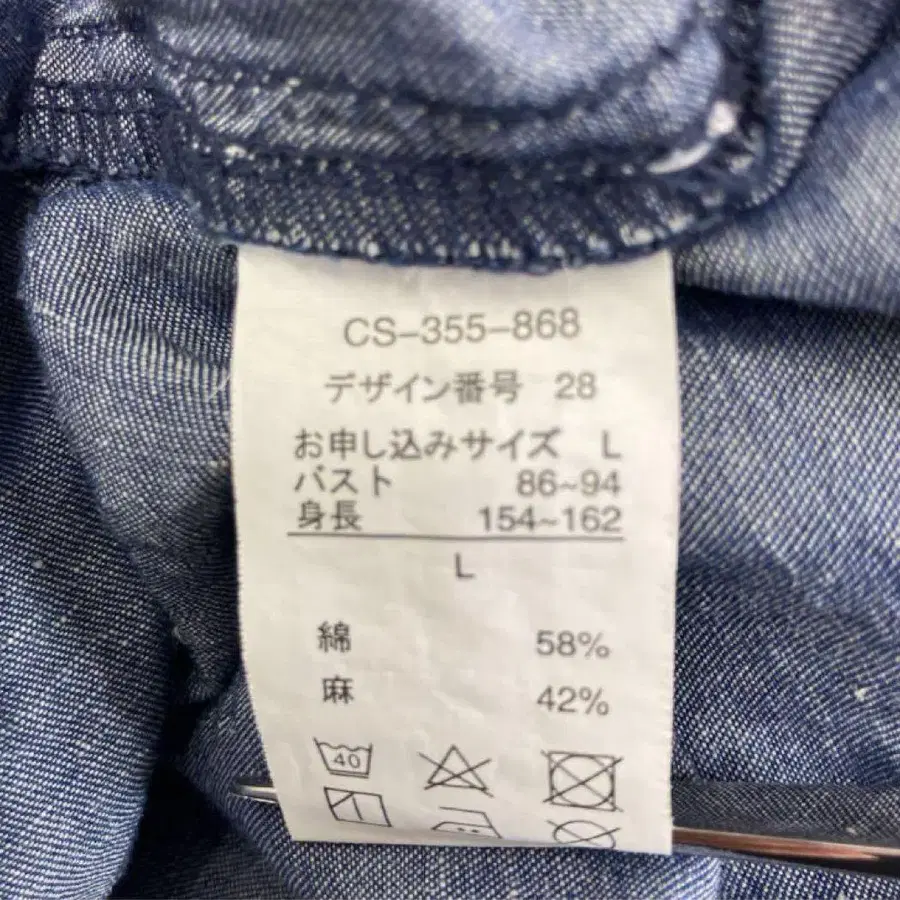 CS-355-868
デザイン番号 28
お申し込みサイズ L
バスト 86~94
身長 154~162
L
綿 58%
麻 42%
40